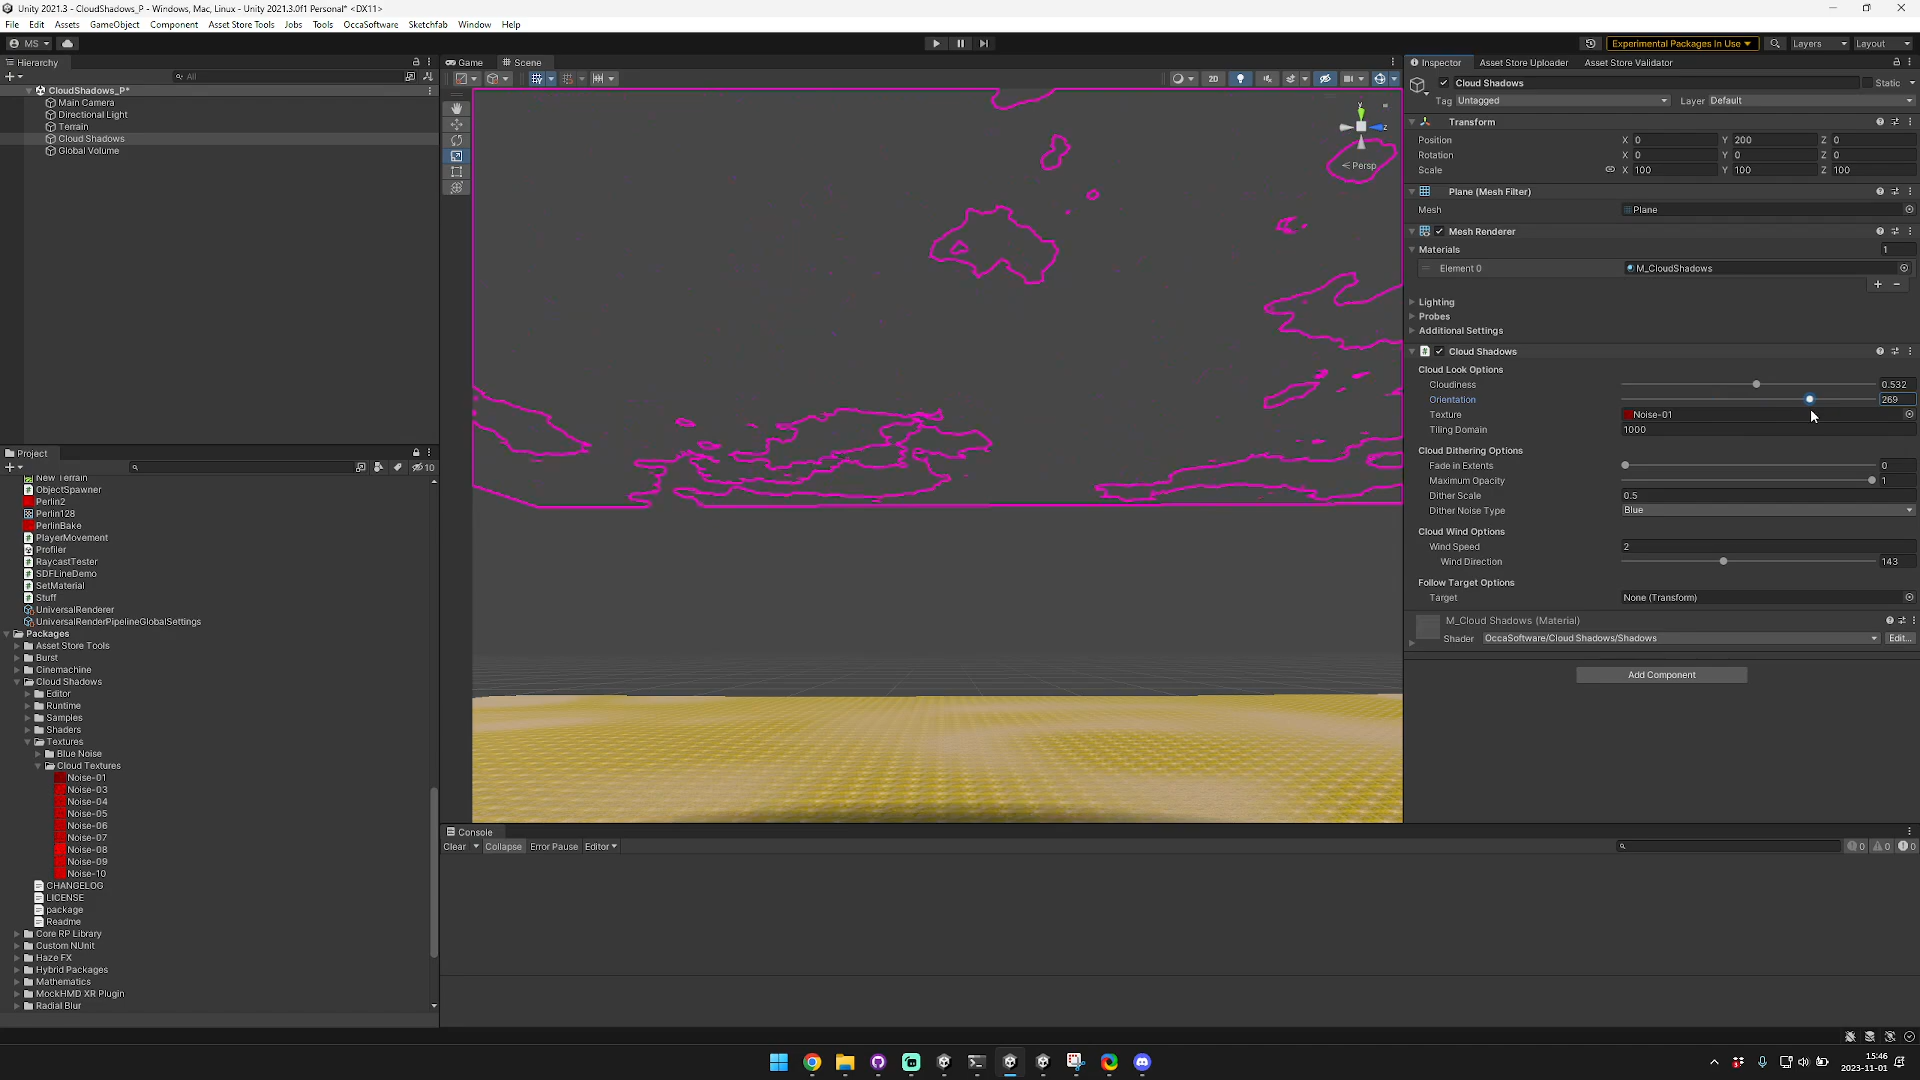 Unity 2021.3 - CloudShadows_P - Windows, Mac, Linux - Unity 2021.3.0f1 Personal* <DX11>
File Edit Assets GameObject Component Asset Store Tools Jobs Tools OccaSoftware Sketchfab Window Help
MS
Experimental Packages In Use
Layers
Layout
Hierarchy
All
CloudShadows_P*
Main Camera
Directional Light
Terrain
Cloud Shadows
Global Volume
Project
10
New Terrain
ObjectSpawner
Perlin2
Perlin128
PerlinBake
PlayerMovement
Profiler
RaycastTester
SDFLineDemo
SetMaterial
Stuff
UniversalRenderer
UniversalRenderPipelineGlobalSettings
Packages
Asset Store Tools
Burst
Cinemachine
Cloud Shadows
Editor
Runtime
Samples
Shaders
Textures
Blue Noise
Cloud Textures
Noise-01
Noise-03
Noise-04
Noise-05
Noise-06
Noise-07
Noise-08
Noise-09
Noise-10
CHANGELOG
LICENSE
package
Readme
Core RP Library
Custom NUnit
Haze FX
Hybrid Packages
Mathematics
MockHMD XR Plugin
Radial Blur
Game Scene
2D
y
z
Persp
Console
Clear Collapse Error Pause Editor
0 0 0
Inspector Asset Store Uploader Asset Store Validator
Cloud Shadows Static
Tag Untagged Layer Default
Transform
Position X 0 Y 200 Z 0
Rotation X 0 Y 0 Z 0
Scale X 100 Y 100 Z 100
Plane (Mesh Filter)
Mesh Plane
Mesh Renderer
Materials 1
Element 0 M_CloudShadows
Lighting
Probes
Additional Settings
Cloud Shadows
Cloud Look Options
Cloudiness 0.532
Orientation 269
Texture Noise-01
Tiling Domain 1000
Cloud Dithering Options
Fade in Extents 0
Maximum Opacity 1
Dither Scale 0.5
Dither Noise Type Blue
Cloud Wind Options
Wind Speed 2
Wind Direction 143
Follow Target Options
Target None (Transform)
M_Cloud Shadows (Material)
Shader OccaSoftware/Cloud Shadows/Shadows Edit...
Add Component
15:46
2023-11-01